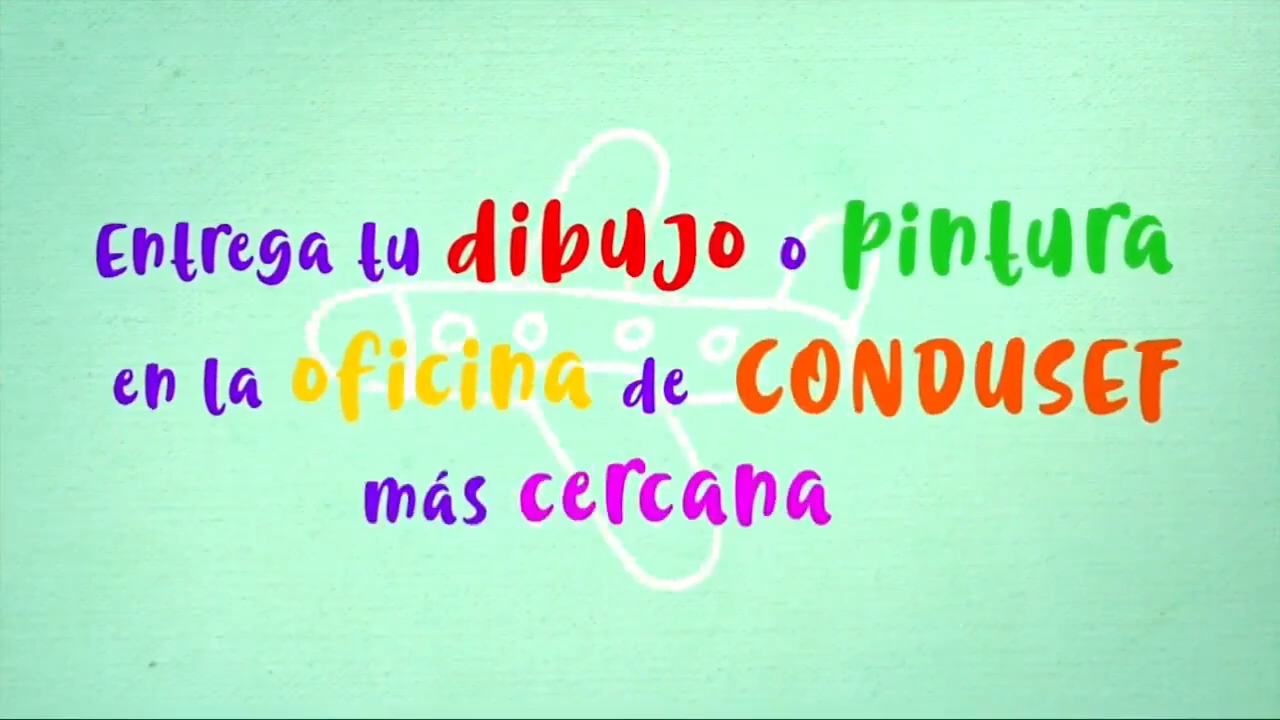 Entrega tu dibujo o pintura
en la oficina de CONDUSEF
más cercana